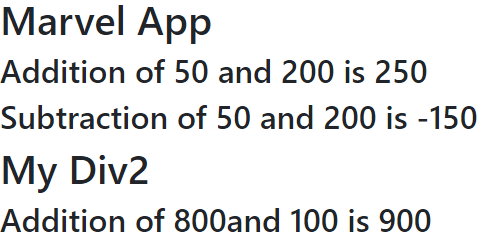 Marvel App
Addition of 50 and 200 is 250
Subtraction of 50 and 200 is -150
My Div2
Addition of 800and 100 is 900